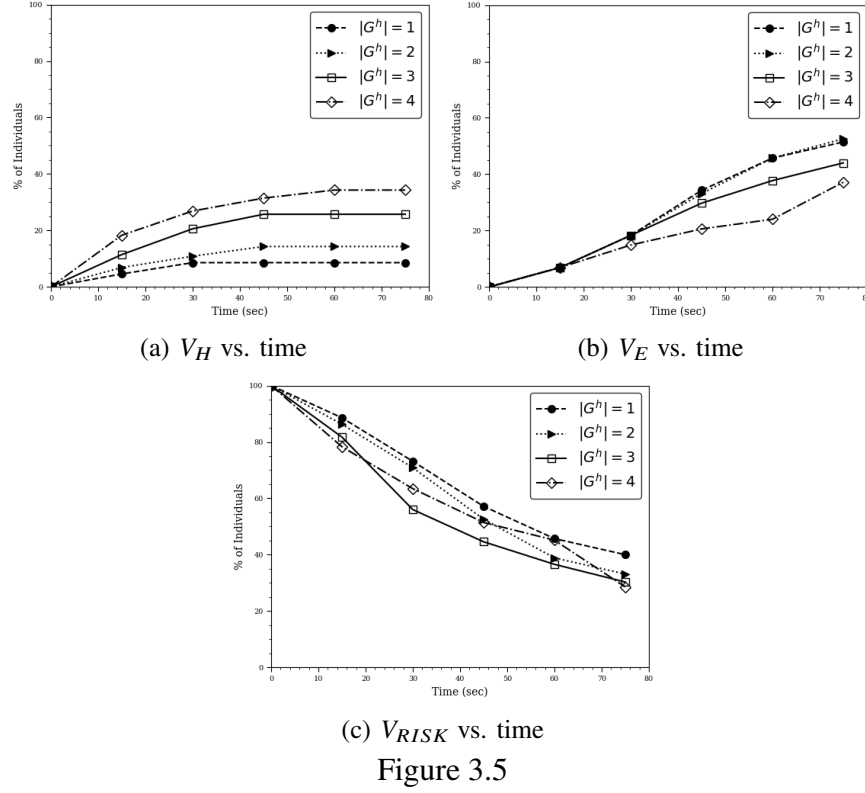 100
80
60
40
20
0
% of Individuals
|G^h| = 1
|G^h| = 2
|G^h| = 3
|G^h| = 4
0 10 20 30 40 50 60 70 80
Time (sec)
(a) V_H vs. time
100
80
60
40
20
0
% of Individuals
|G^h| = 1
|G^h| = 2
|G^h| = 3
|G^h| = 4
0 10 20 30 40 50 60 70 80
Time (sec)
(b) V_E vs. time
100
80
60
40
20
0
% of Individuals
|G^h| = 1
|G^h| = 2
|G^h| = 3
|G^h| = 4
0 10 20 30 40 50 60 70 80
Time (sec)
(c) V_RISK vs. time
Figure 3.5